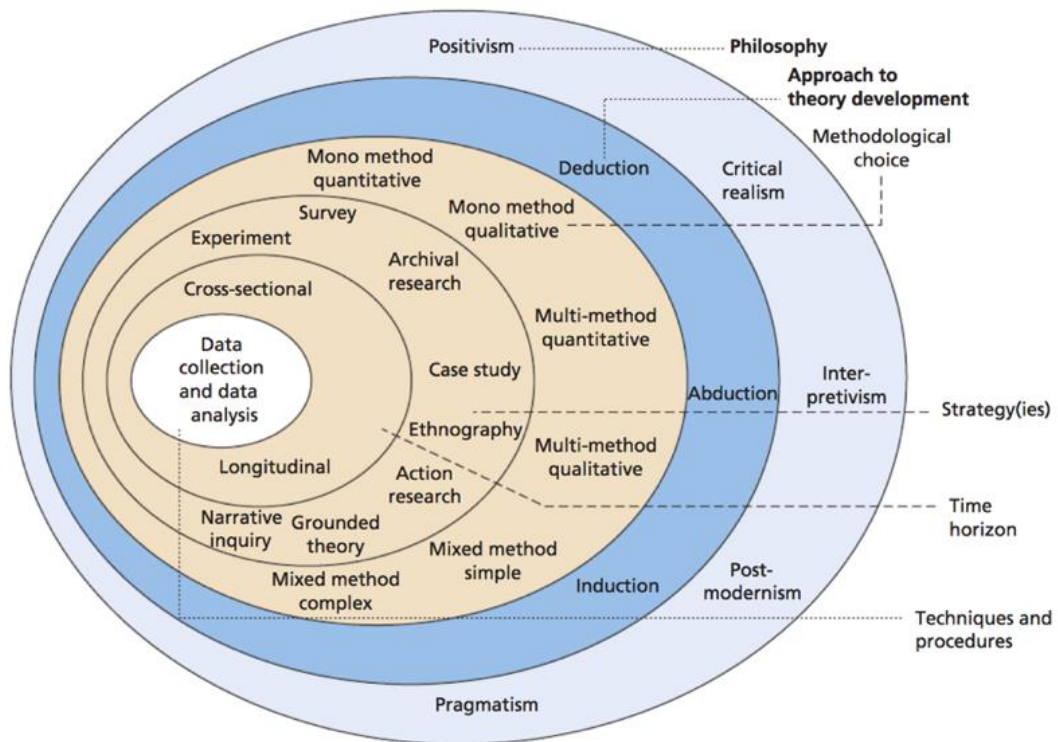 Positivism
Philosophy
Approach to
theory development
Methodological
choice
Mono method
quantitative
Deduction
Critical
realism
Survey
Mono method
qualitative
Experiment
Archival
research
Cross-sectional
Multi-method
quantitative
Data
collection
and data
analysis
Case study
Abduction
Inter-
pretivism
Strategy(ies)
Ethnography
Multi-method
qualitative
Longitudinal
Action
research
Time
horizon
Narrative
inquiry
Grounded
theory
Mixed method
simple
Mixed method
complex
Induction
Post-
modernism
Techniques and
procedures
Pragmatism